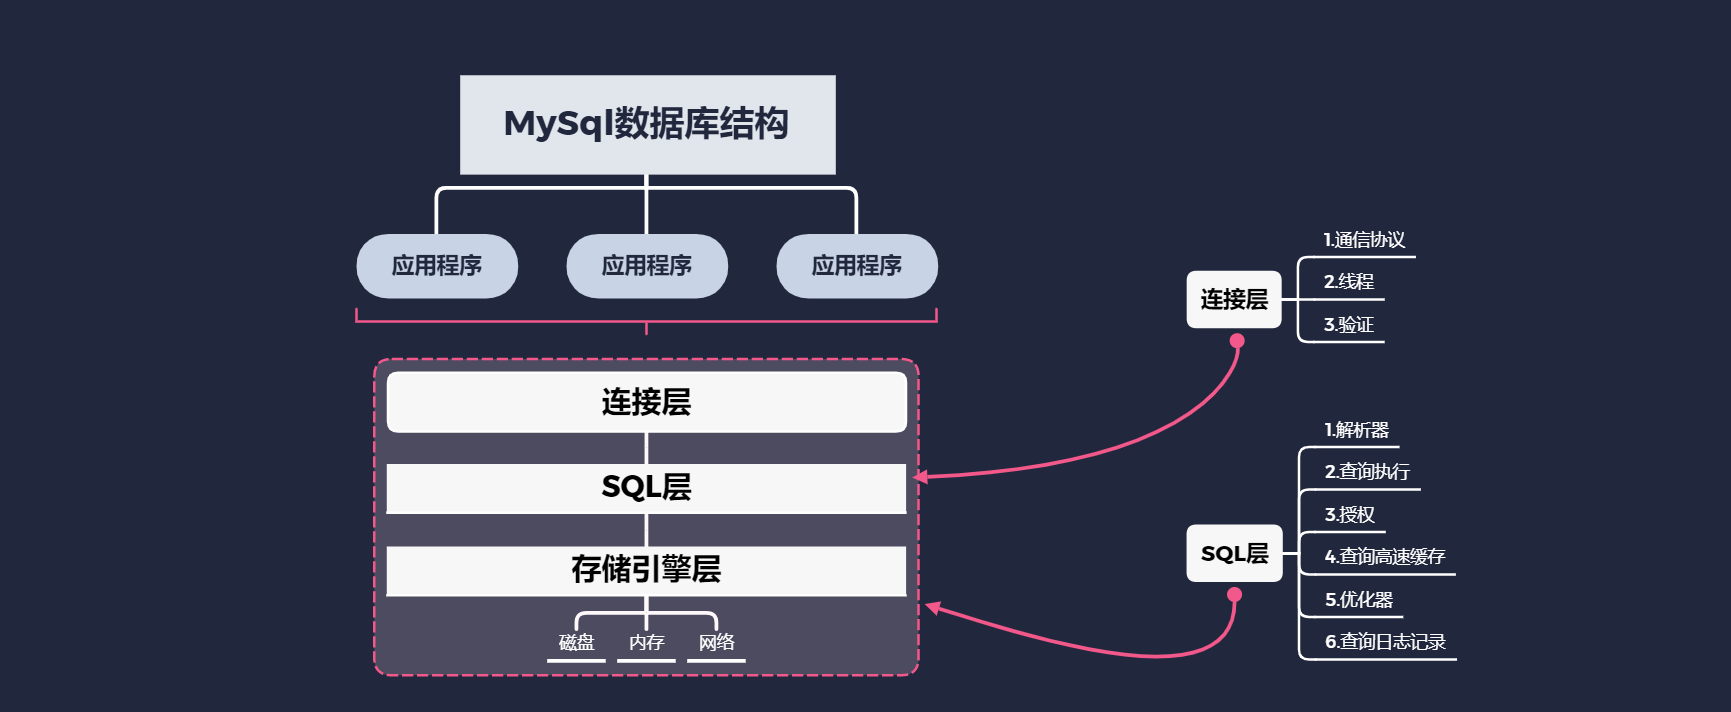 MySql数据库结构
应用程序
应用程序
应用程序
连接层
SQL层
存储引擎层
磁盘
内存
网络
连接层
1.通信协议
2.线程
3.验证
SQL层
1.解析器
2.查询执行
3.授权
4.查询高速缓存
5.优化器
6.查询日志记录